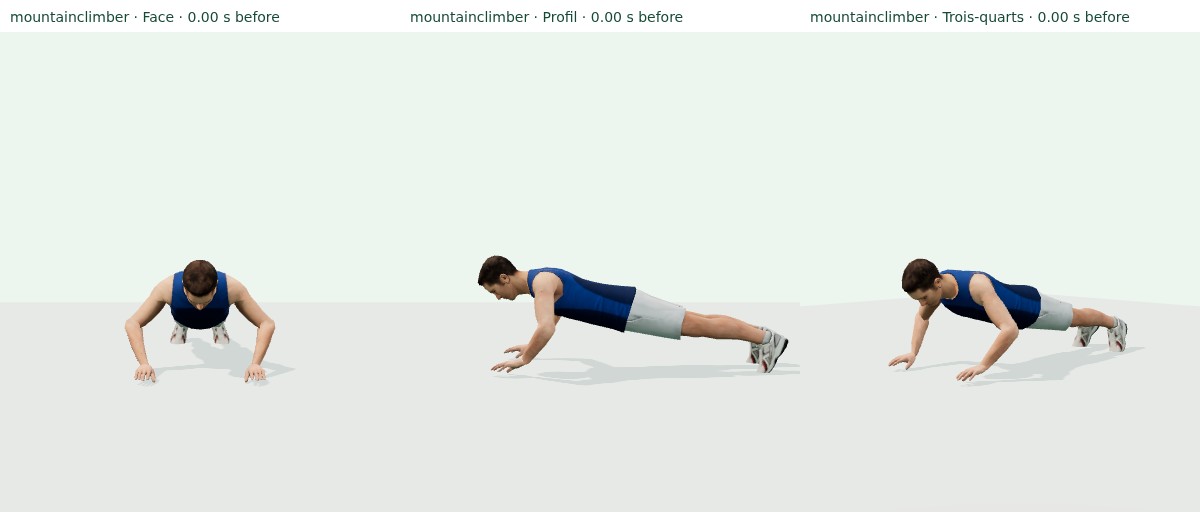 mountainclimber · Face · 0.00 s before
mountainclimber · Profil · 0.00 s before
mountainclimber · Trois-quarts · 0.00 s before